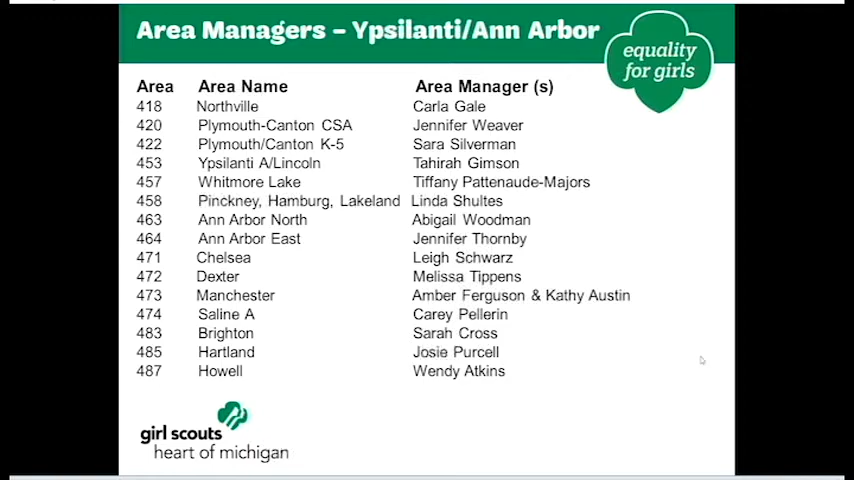 Area Managers – Ypsilanti/Ann Arbor
equality
for girls
Area Area Name Area Manager (s)
418 Northville Carla Gale
420 Plymouth-Canton CSA Jennifer Weaver
422 Plymouth/Canton K-5 Sara Silverman
453 Ypsilanti A/Lincoln Tahirah Gimson
457 Whitmore Lake Tiffany Pattenaude-Majors
458 Pinckney, Hamburg, Lakeland Linda Shultes
463 Ann Arbor North Abigail Woodman
464 Ann Arbor East Jennifer Thornby
471 Chelsea Leigh Schwarz
472 Dexter Melissa Tippens
473 Manchester Amber Ferguson & Kathy Austin
474 Saline A Carey Pellerin
483 Brighton Sarah Cross
485 Hartland Josie Purcell
487 Howell Wendy Atkins
girl scouts
heart of michigan